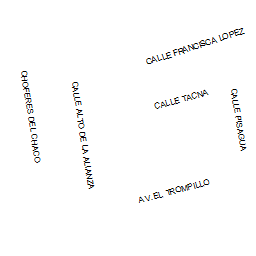 CALLE FRANCISCA LOPEZ
CHOFERES DEL CHACO
CALLE ALTO DE LA ALIANZA
CALLE TACNA
CALLE PISAGUA
AV. EL TROMPILLO